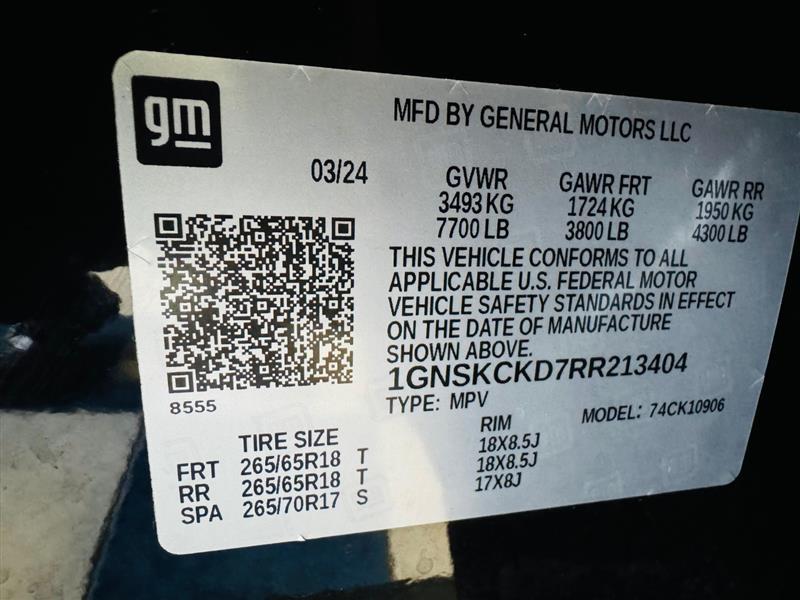 gm
MFD BY GENERAL MOTORS LLC
03/24
GVWR GAWR FRT GAWR RR
3493 KG 1724 KG 1950 KG
7700 LB 3800 LB 4300 LB
THIS VEHICLE CONFORMS TO ALL
APPLICABLE U.S. FEDERAL MOTOR
VEHICLE SAFETY STANDARDS IN EFFECT
ON THE DATE OF MANUFACTURE
SHOWN ABOVE.
1GNSKCKD7RR213404
8555
TYPE: MPV MODEL: 74CK10906
TIRE SIZE RIM
FRT 265/65R18 T 18X8.5J
RR 265/65R18 T 18X8.5J
SPA 265/70R17 S 17X8J